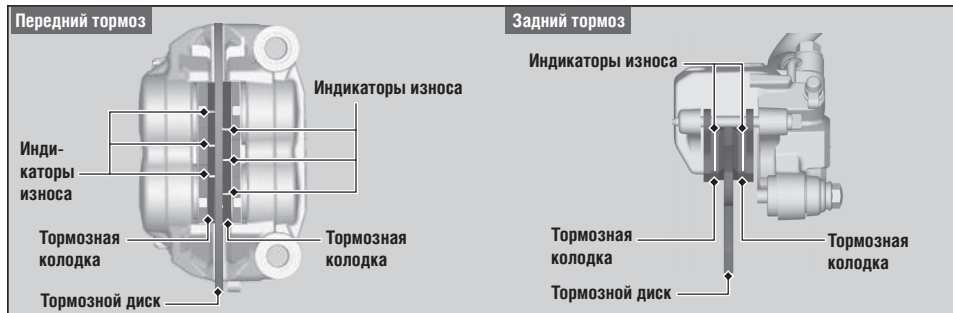 Передний тормоз
Индикаторы износа
Инди-
каторы
износа
Тормозная
колодка
Тормозная
колодка
Тормозной диск
Задний тормоз
Индикаторы износа
Тормозная
колодка
Тормозная
колодка
Тормозной диск